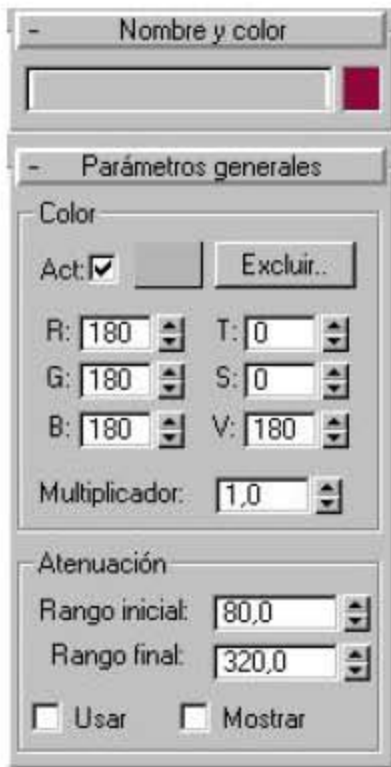 - Nombre y color
- Parámetros generales
Color
Act: Excluir..
R: 180 T: 0
G: 180 S: 0
B: 180 V: 180
Multiplicador: 1,0
Atenuación
Rango inicial: 80,0
Rango final: 320,0
Usar Mostrar